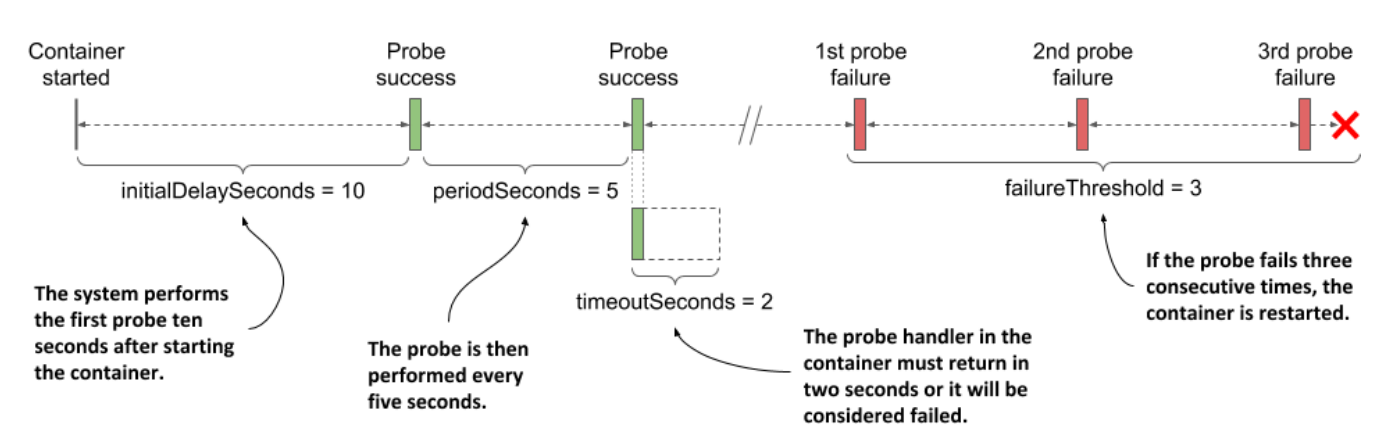 Container
started
Probe
success
Probe
success
1st probe
failure
2nd probe
failure
3rd probe
failure
initialDelaySeconds = 10
periodSeconds = 5
failureThreshold = 3
timeoutSeconds = 2
The system performs
the first probe ten
seconds after starting
the container.
The probe is then
performed every
five seconds.
The probe handler in the
container must return in
two seconds or it will be
considered failed.
If the probe fails three
consecutive times, the
container is restarted.